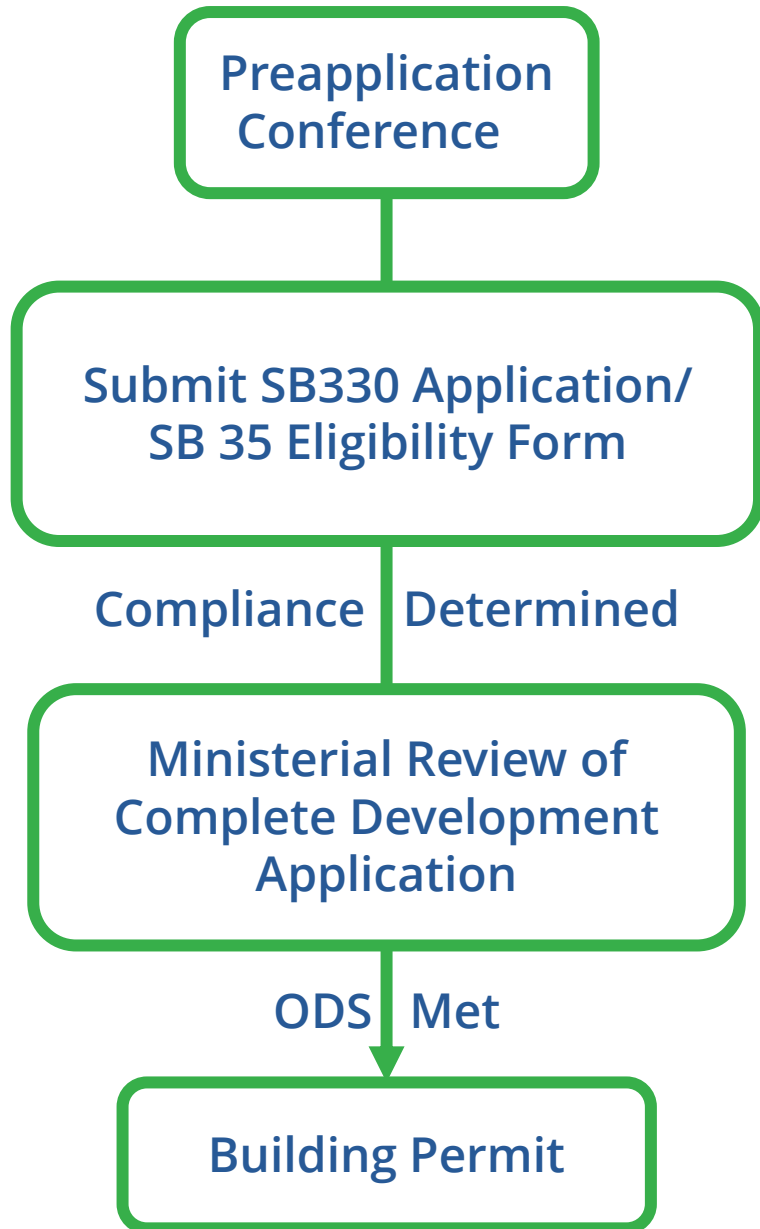 Preapplication
Conference
Submit SB330 Application/
SB 35 Eligibility Form
Compliance Determined
Ministerial Review of
Complete Development
Application
ODS Met
Building Permit